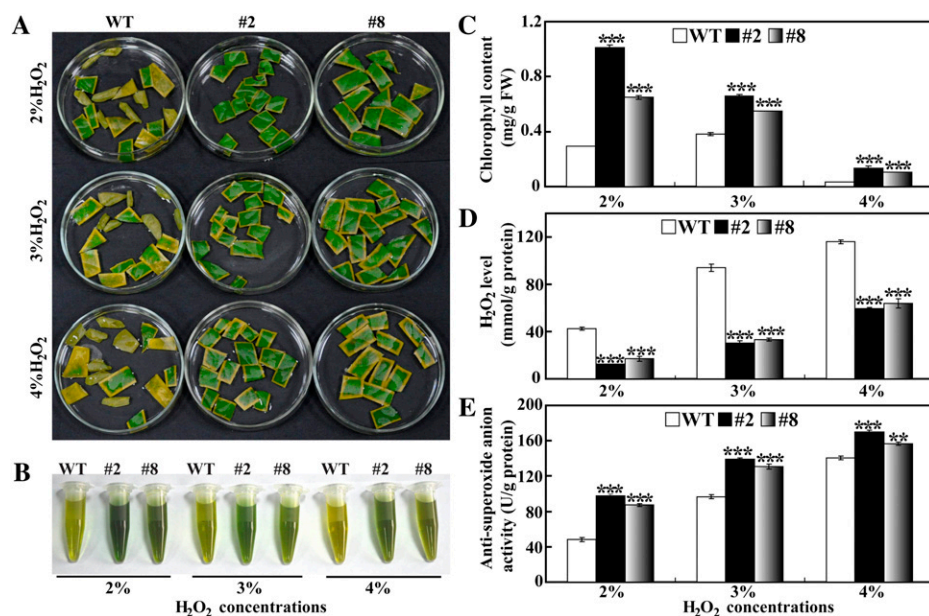 A
WT #2 #8
2%H₂O₂
3%H₂O₂
4%H₂O₂
B
WT #2 #8 WT #2 #8 WT #2 #8
2% 3% 4%
H₂O₂ concentrations
C
WT #2 #8
Chlorophyll content
(mg/g FW)
1.2
0.8
0.4
0
*** *** *** *** *** ***
2% 3% 4%
D
WT #2 #8
H₂O₂ level
(mmol/g protein)
120
80
40
0
*** *** *** *** *** ***
2% 3% 4%
E
WT #2 #8
Anti-superoxide anion
activity (U/g protein)
200
160
120
80
40
0
*** *** *** *** *** **
2% 3% 4%
H₂O₂ concentrations